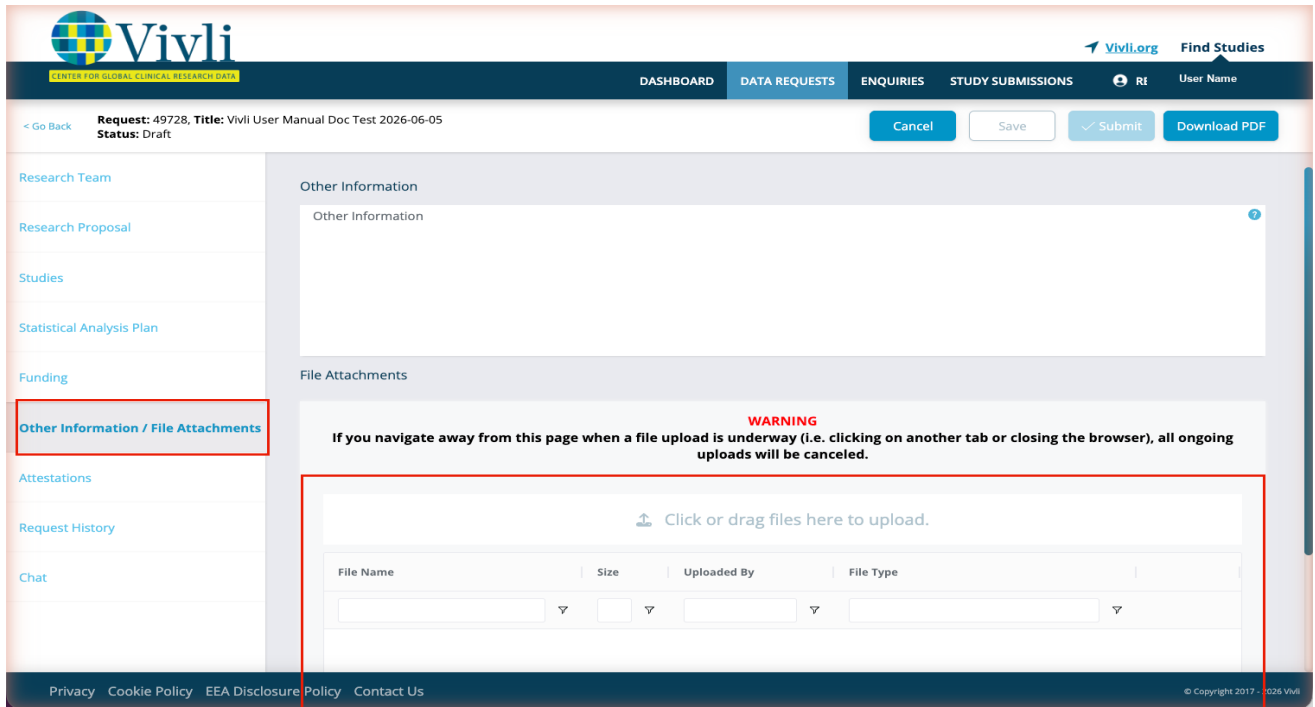 Vivli
CENTER FOR GLOBAL CLINICAL RESEARCH DATA
Vivli.org Find Studies
DASHBOARD DATA REQUESTS ENQUIRIES STUDY SUBMISSIONS RE User Name
< Go Back
Request: 49728, Title: Vivli User Manual Doc Test 2026-06-05
Status: Draft
Cancel Save Submit Download PDF
Research Team
Research Proposal
Studies
Statistical Analysis Plan
Funding
Other Information / File Attachments
Attestations
Request History
Chat
Other Information
Other Information
?
File Attachments
WARNING
If you navigate away from this page when a file upload is underway (i.e. clicking on another tab or closing the browser), all ongoing
uploads will be canceled.
Click or drag files here to upload.
File Name Size Uploaded By File Type
Privacy Cookie Policy EEA Disclosure Policy Contact Us
© Copyright 2017 - 2026 Vivli